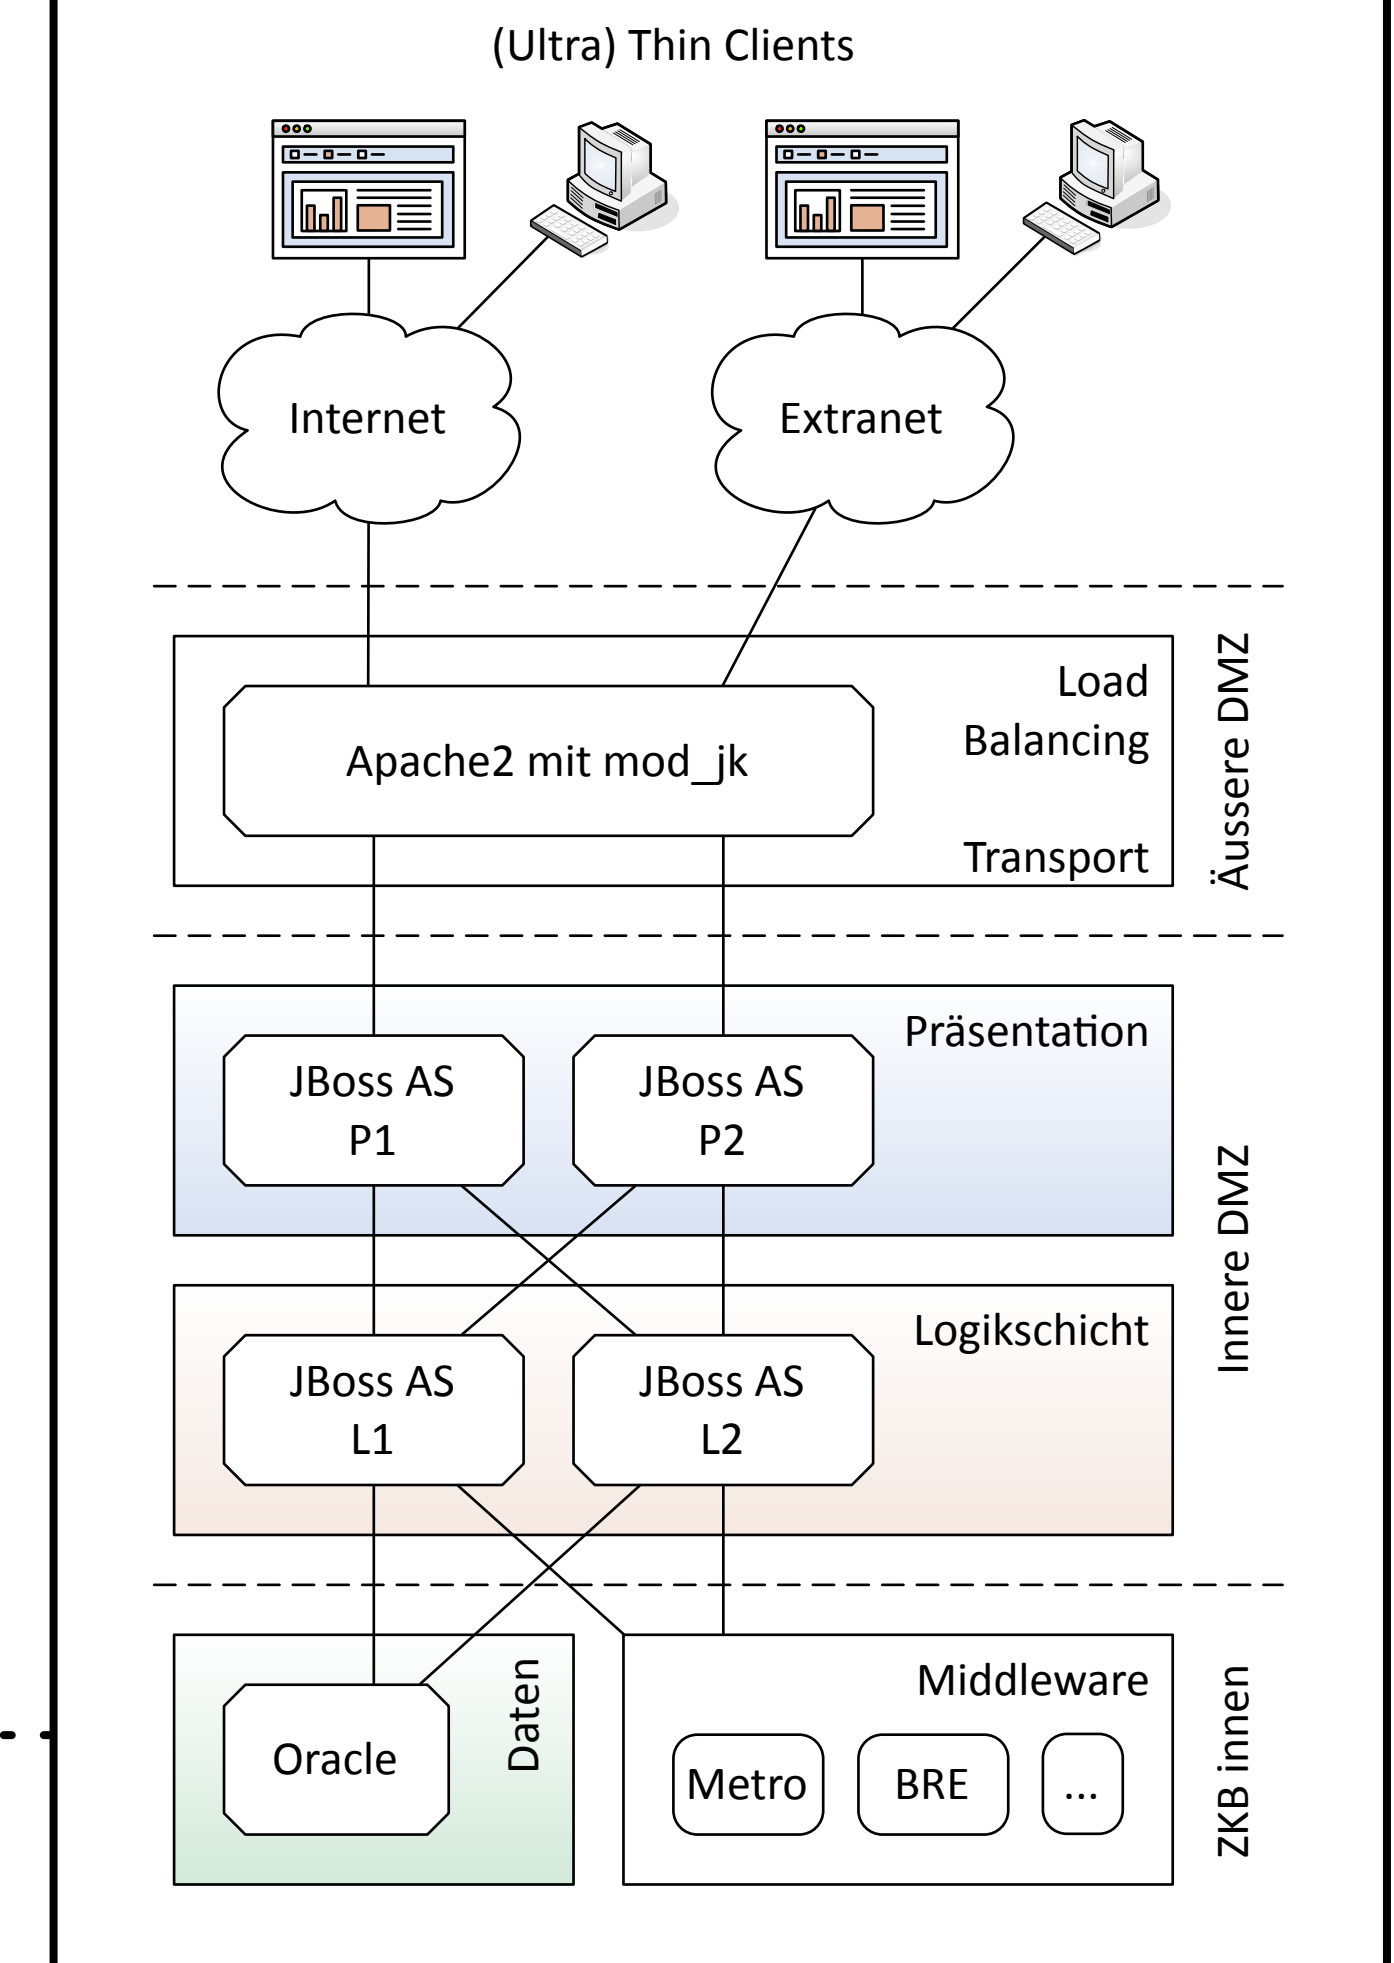 (Ultra) Thin Clients
Internet
Extranet
Load
Balancing
Transport
Apache2 mit mod_jk
Äussere DMZ
Präsentation
JBoss AS
P1
JBoss AS
P2
Logikschicht
JBoss AS
L1
JBoss AS
L2
Innere DMZ
Daten
Oracle
Middleware
Metro
BRE
...
ZKB innen